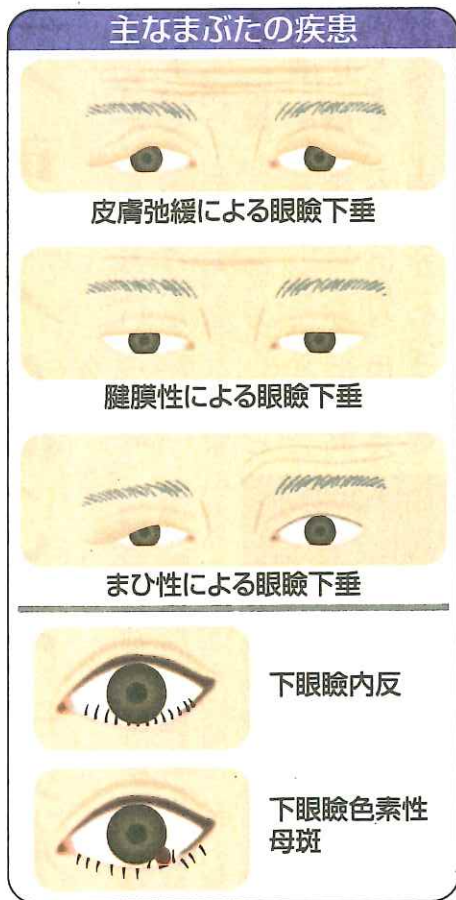 主なまぶたの疾患
皮膚弛緩による眼瞼下垂
腱膜性による眼瞼下垂
まひ性による眼瞼下垂
下眼瞼内反
下眼瞼色素性
母斑